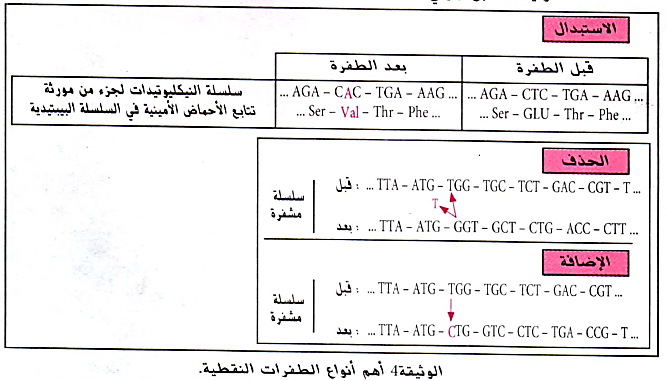 الاستبدال
قبل الطفرة
بعد الطفرة
سلسلة النيكليوتيدات لجزء من مورثة
... AGA – CTC – TGA – AAG ...
... AGA – CAC – TGA – AAG ...
تتابع الأحماض الأمينية في السلسلة البيبتيدية
... Ser – GLU – Thr – Phe ...
... Ser – Val – Thr – Phe ...
الحذف
سلسلة مشفرة
قبل : ... TTA – ATG – TGG – TGC – TCT – GAC – CGT – T ...
T
بعد : ... TTA – ATG – GGT – GCT – CTG – ACC – CTT ...
الإضافة
سلسلة مشفرة
قبل : ... TTA – ATG – TGG – TGC – TCT – GAC – CGT ...
بعد : ... TTA – ATG – CTG – GTC – CTC – TGA – CCG – T ...
الوثيقة4 أهم أنواع الطفرات النقطية.